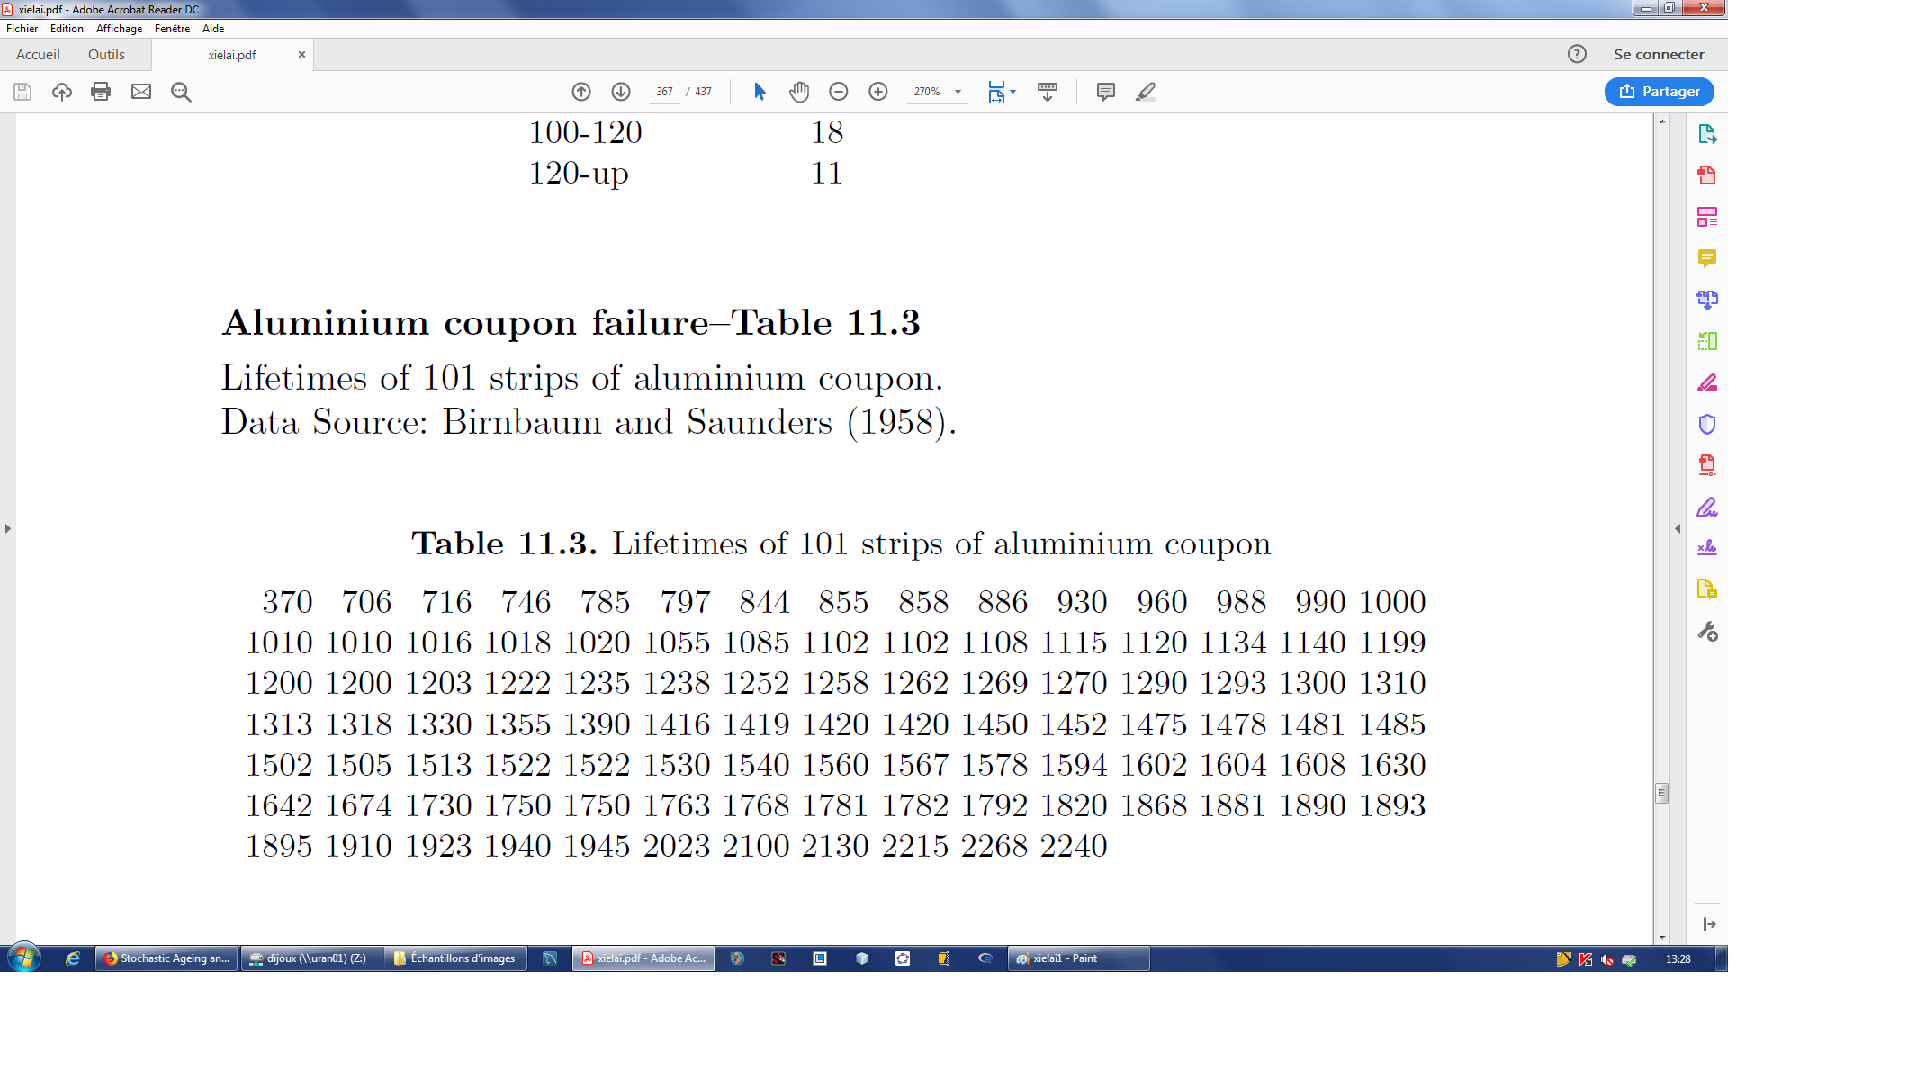 xielai.pdf - Adobe Acrobat Reader DC
Fichier Edition Affichage Fenêtre Aide
Accueil Outils xielai.pdf x ? Se connecter
367 / 437 270% Partager
100-120 18
120-up 11
Aluminium coupon failure–Table 11.3
Lifetimes of 101 strips of aluminium coupon.
Data Source: Birnbaum and Saunders (1958).
Table 11.3. Lifetimes of 101 strips of aluminium coupon
370 706 716 746 785 797 844 855 858 886 930 960 988 990 1000
1010 1010 1016 1018 1020 1055 1085 1102 1102 1108 1115 1120 1134 1140 1199
1200 1200 1203 1222 1235 1238 1252 1258 1262 1269 1270 1290 1293 1300 1310
1313 1318 1330 1355 1390 1416 1419 1420 1420 1450 1452 1475 1478 1481 1485
1502 1505 1513 1522 1522 1530 1540 1560 1567 1578 1594 1602 1604 1608 1630
1642 1674 1730 1750 1750 1763 1768 1781 1782 1792 1820 1868 1881 1890 1893
1895 1910 1923 1940 1945 2023 2100 2130 2215 2268 2240
Stochastic Ageing an... dijoux (\\uran01) (Z:) Échantillons d'images xielai.pdf - Adobe Ac... xielai1 - Paint 13:28